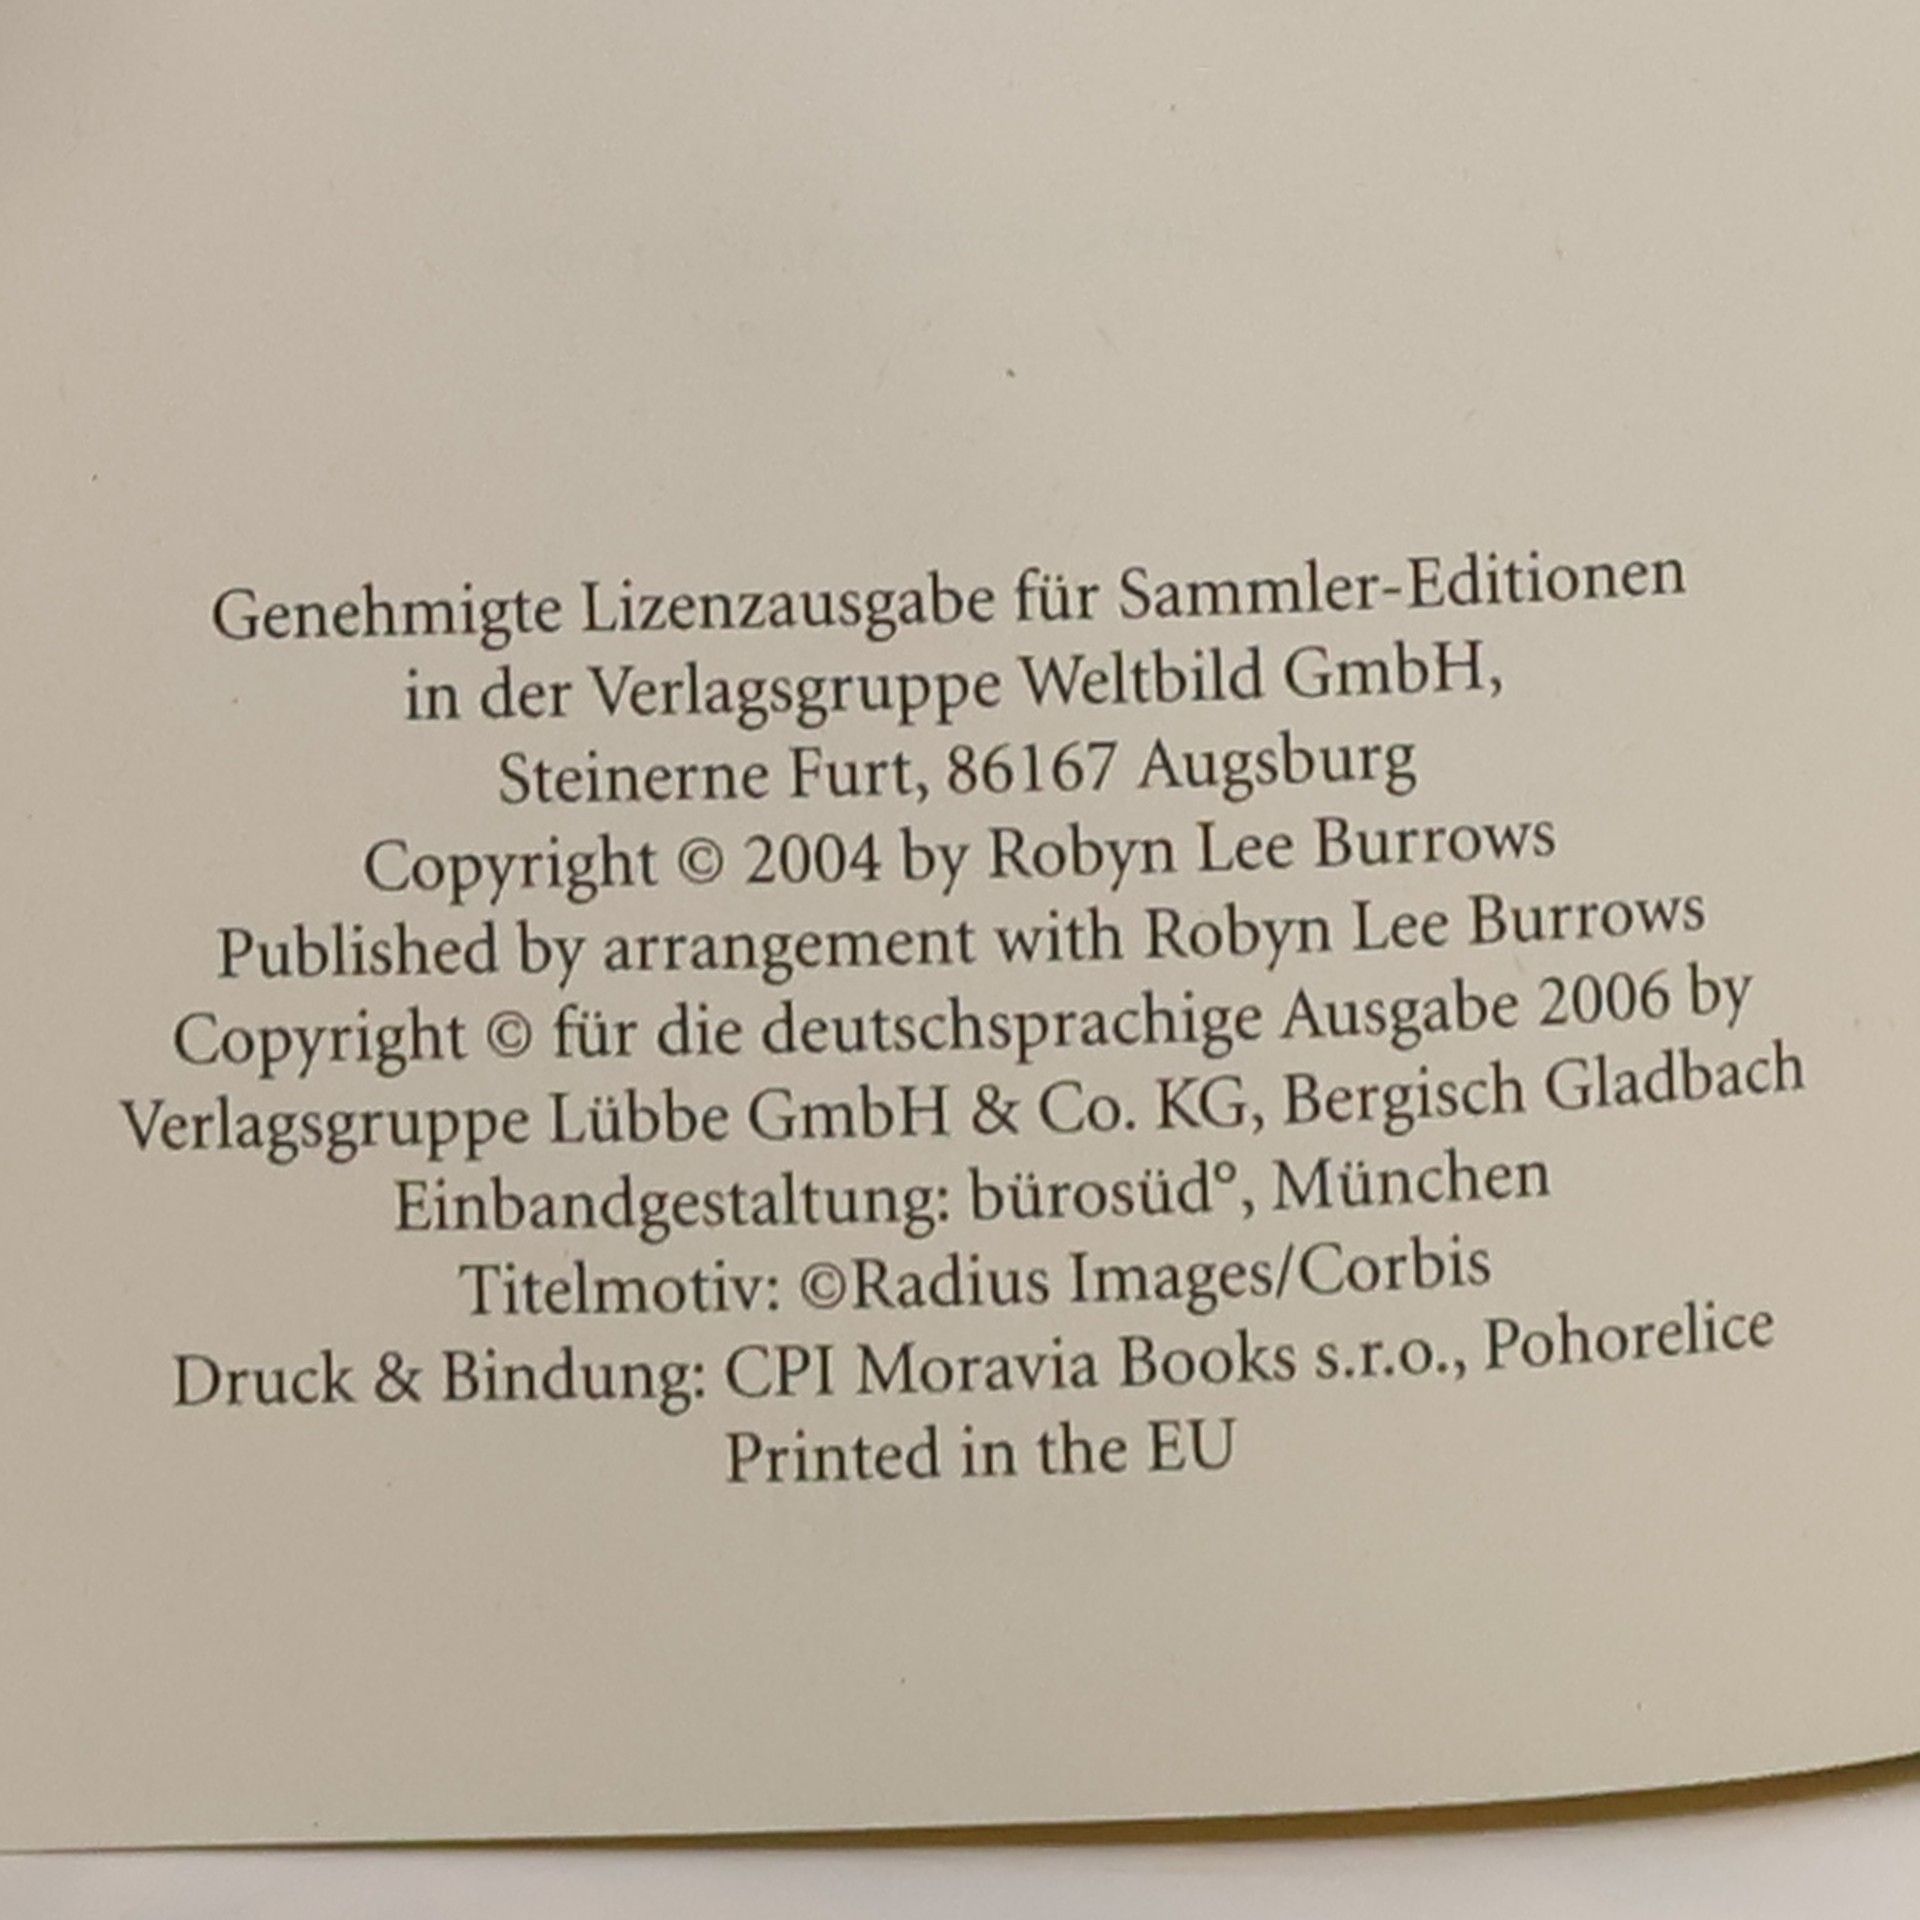 Genehmigte Lizenzausgabe für Sammler-Editionen
in der Verlagsgruppe Weltbild GmbH,
Steinerne Furt, 86167 Augsburg
Copyright © 2004 by Robyn Lee Burrows
Published by arrangement with Robyn Lee Burrows
Copyright © für die deutschsprachige Ausgabe 2006 by
Verlagsgruppe Lübbe GmbH & Co. KG, Bergisch Gladbach
Einbandgestaltung: bürosüd°, München
Titelmotiv: ©Radius Images/Corbis
Druck & Bindung: CPI Moravia Books s.r.o., Pohorelice
Printed in the EU